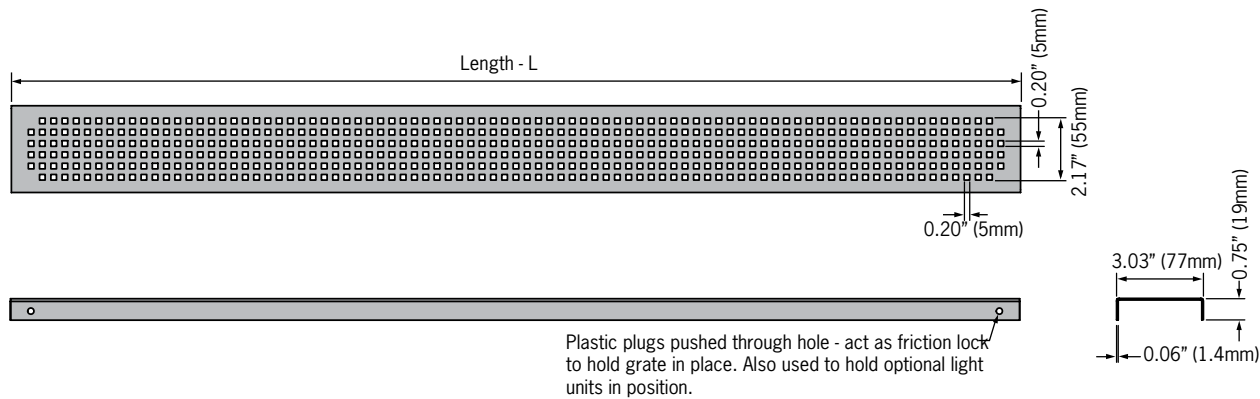 Length - L
0.20” (5mm)
2.17” (55mm)
0.20” (5mm)
3.03” (77mm)
0.75” (19mm)
0.06” (1.4mm)
Plastic plugs pushed through hole - act as friction lock
to hold grate in place. Also used to hold optional light
units in position.